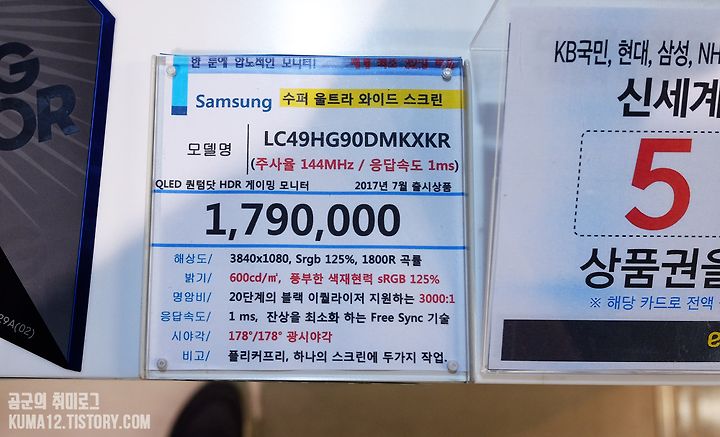 G
OR
29A(02)
한 눈에 압도적인 모니터!
Samsung 수퍼 울트라 와이드 스크린
모델명 LC49HG90DMKXKR
(주사율 144MHz / 응답속도 1ms)
QLED 퀀텀닷 HDR 게이밍 모니터 2017년 7월 출시상품
1,790,000
해상도/ 3840x1080, Srgb 125%, 1800R 곡률
밝기/ 600cd/㎡, 풍부한 색재현력 sRGB 125%
명암비/ 20단계의 블랙 이퀄라이저 지원하는 3000:1
응답속도/ 1 ms, 잔상을 최소화 하는 Free Sync 기술
시야각/ 178°/178° 광시야각
비고/ 플리커프리, 하나의 스크린에 두가지 작업.
KB국민, 현대, 삼성, NH
신세계
5
상품권을
※ 해당 카드로 전액
e
곰군의 취미로그
KUMA12.TISTORY.COM